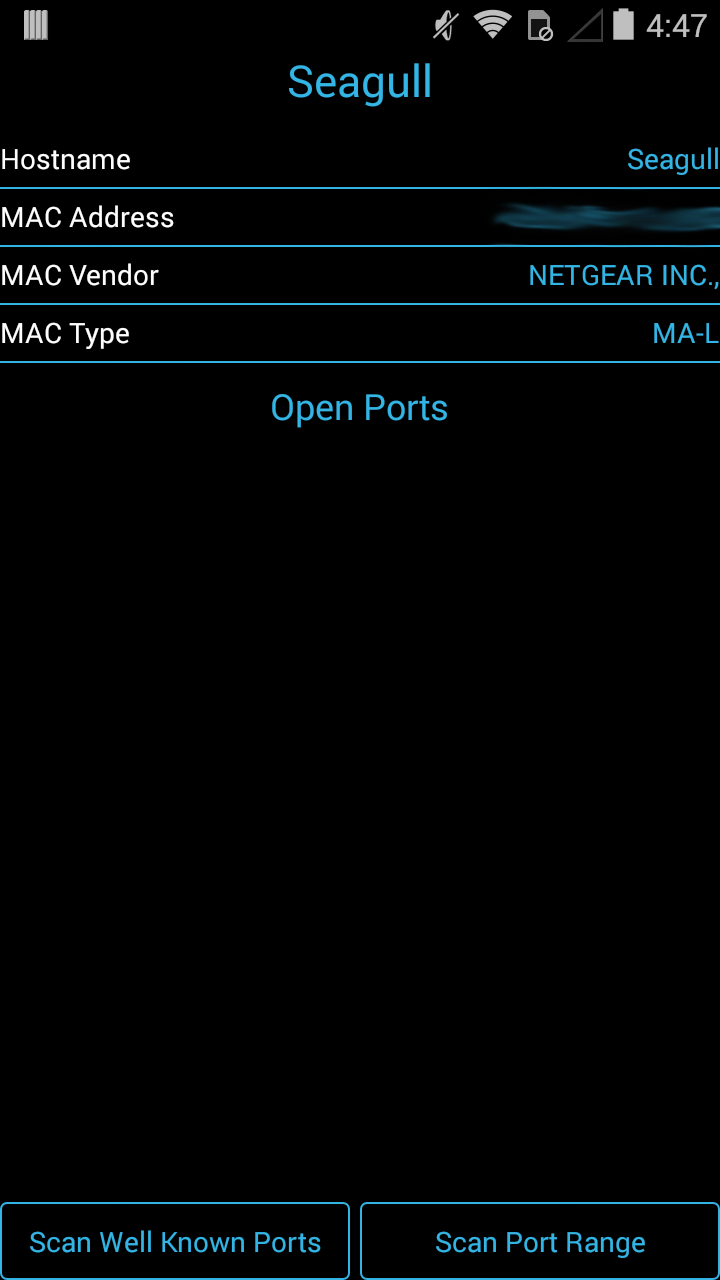 4:47
Seagull
Hostname Seagull
MAC Address
MAC Vendor NETGEAR INC.,
MAC Type MA-L
Open Ports
Scan Well Known Ports Scan Port Range